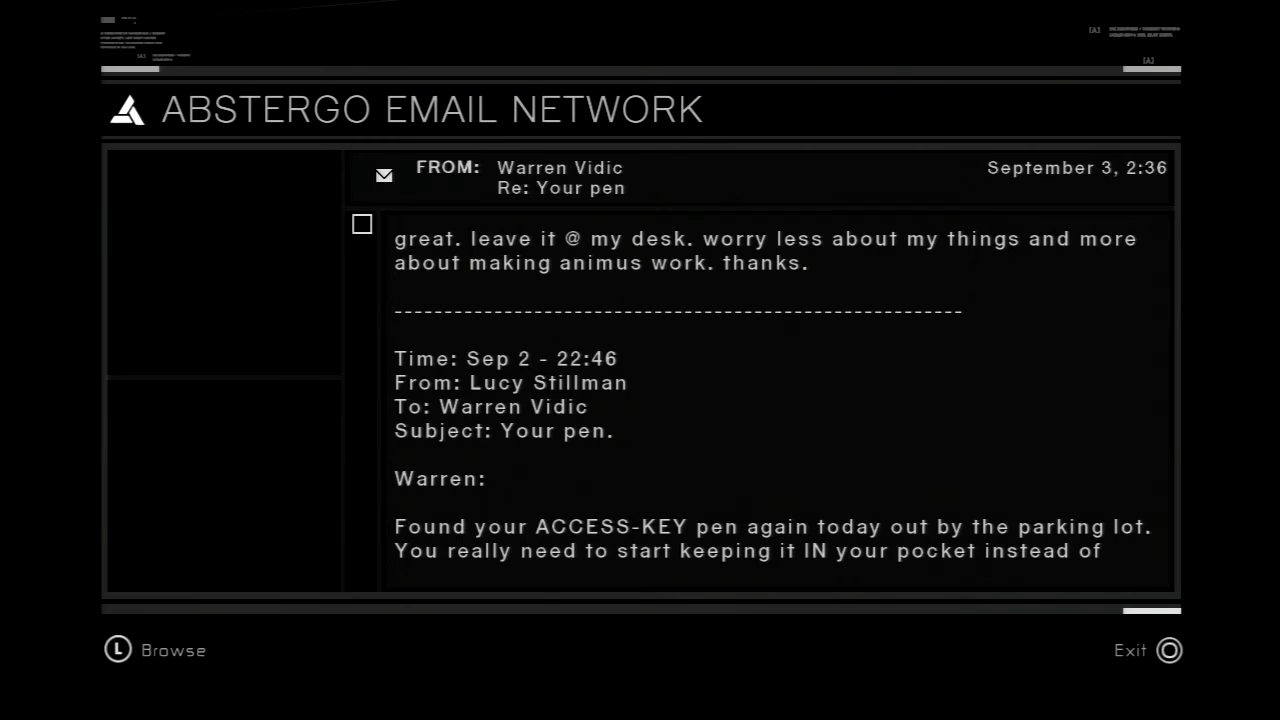 [A]
[A]
[A]
ABSTERGO EMAIL NETWORK
FROM: Warren Vidic September 3, 2:36
Re: Your pen
great. leave it @ my desk. worry less about my things and more
about making animus work. thanks.
---------------------------------------------------------
Time: Sep 2 - 22:46
From: Lucy Stillman
To: Warren Vidic
Subject: Your pen.
Warren:
Found your ACCESS-KEY pen again today out by the parking lot.
You really need to start keeping it IN your pocket instead of
L Browse
Exit